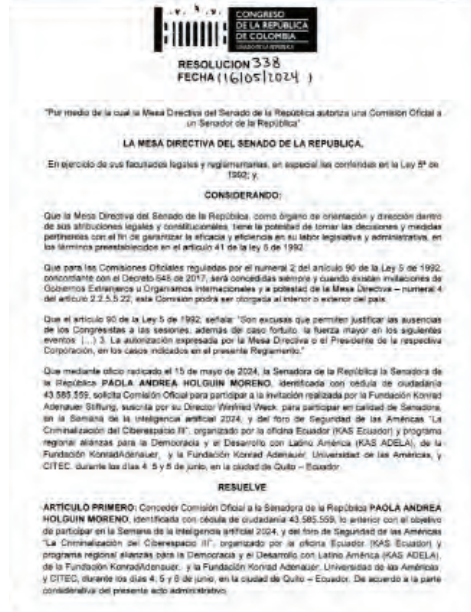 CONGRESO
DE LA REPÚBLICA
DE COLOMBIA
RESOLUCION 338
FECHA (16/05/2024 )
"Por medio de la cual la Mesa Directiva del Senado de la República autoriza una Comisión Oficial a
un Senador de la República"
LA MESA DIRECTIVA DEL SENADO DE LA REPUBLICA,
En ejercicio de sus facultades legales y reglamentarias, en especial las contenidas en la Ley 5ª de
1992; y,
CONSIDERANDO:
Que la Mesa Directiva del Senado de la República, como órgano de orientación y dirección dentro
de sus atribuciones legales y constitucionales, tiene la potestad de tomar las decisiones y medidas
pertinentes con el fin de garantizar la eficacia y eficiencia en su labor legislativa y administrativa, en
los términos preestablecidos en el artículo 41 de la ley 5 de 1992.
Que para las Comisiones Oficiales reguladas por el numeral 2 del artículo 90 de la Ley 5 de 1992,
concordante con el Decreto 648 de 2017, será concedidas siempre y cuando existan invitaciones de
Gobiernos Extranjeros u Organismos Internacionales y a potestad de la Mesa Directiva – numeral 4
del artículo 2.2.5.5.22, esta Comisión podrá ser otorgada al interior o exterior del país.
Que el artículo 90 de la Ley 5 de 1992, señala: "Son excusas que permiten justificar las ausencias
de los Congresistas a las sesiones, además del caso fortuito, la fuerza mayor en los siguientes
eventos: (...) 3. La autorización expresada por la Mesa Directiva o el Presidente de la respectiva
Corporación, en los casos indicados en el presente Reglamento."
Que mediante oficio radicado el 15 de mayo de 2024, la Senadora de la República la Senadora de
la República PAOLA ANDREA HOLGUIN MORENO, identificada con cédula de ciudadanía
43.585.559, solicita Comisión Oficial para participar a la invitación realizada por la Fundación Konrad
Adenauer Stiftung, suscrita por su Director Winfried Weck, para participar en calidad de Senadora,
en la Semana de la inteligencia artificial 2024, y del foro de Seguridad de las Américas "La
Criminalización del Ciberespacio III", organizado por la oficina Ecuador (KAS Ecuador) y programa
regional alianzas para la Democracia y el Desarrollo con Latino América (KAS ADELA), de la
Fundación KonradAdenauer, y la Fundación Konrad Adenauer, Universidad de las Américas, y
CITEC, durante los días 4, 5 y 6 de junio, en la ciudad de Quito – Ecuador.
RESUELVE
ARTÍCULO PRIMERO: Conceder Comisión Oficial a la Senadora de la República PAOLA ANDREA
HOLGUIN MORENO, identificada con cédula de ciudadanía 43.585.559, lo anterior con el objetivo
de participar en la Semana de la inteligencia artificial 2024, y del foro de Seguridad de las Américas
"La Criminalización del Ciberespacio III", organizado por la oficina Ecuador (KAS Ecuador) y
programa regional alianzas para la Democracia y el Desarrollo con Latino América (KAS ADELA),
de la Fundación KonradAdenauer, y la Fundación Konrad Adenauer, Universidad de las Américas,
y CITEC, durante los días 4, 5 y 6 de junio, en la ciudad de Quito – Ecuador. De acuerdo a la parte
considerativa del presente acto administrativo.